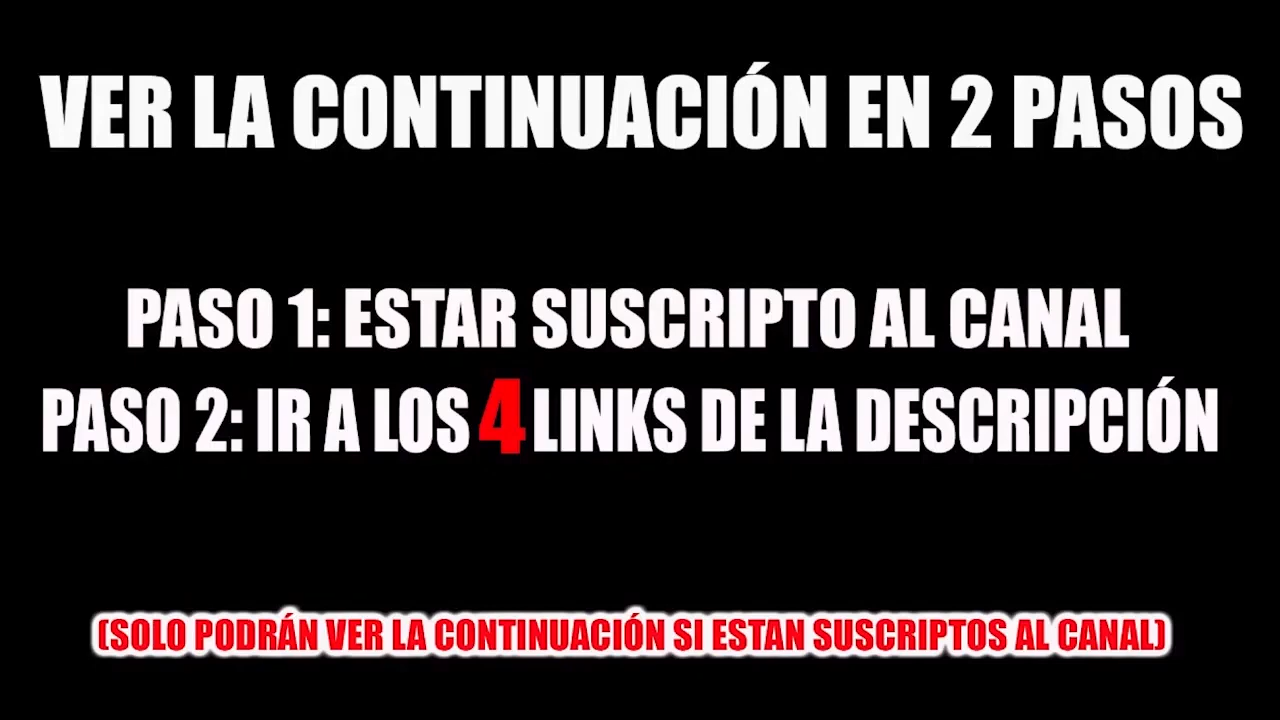 VER LA CONTINUACIÓN EN 2 PASOS
PASO 1: ESTAR SUSCRIPTO AL CANAL
PASO 2: IR A LOS 4 LINKS DE LA DESCRIPCIÓN
(SOLO PODRÁN VER LA CONTINUACIÓN SI ESTAN SUSCRIPTOS AL CANAL)